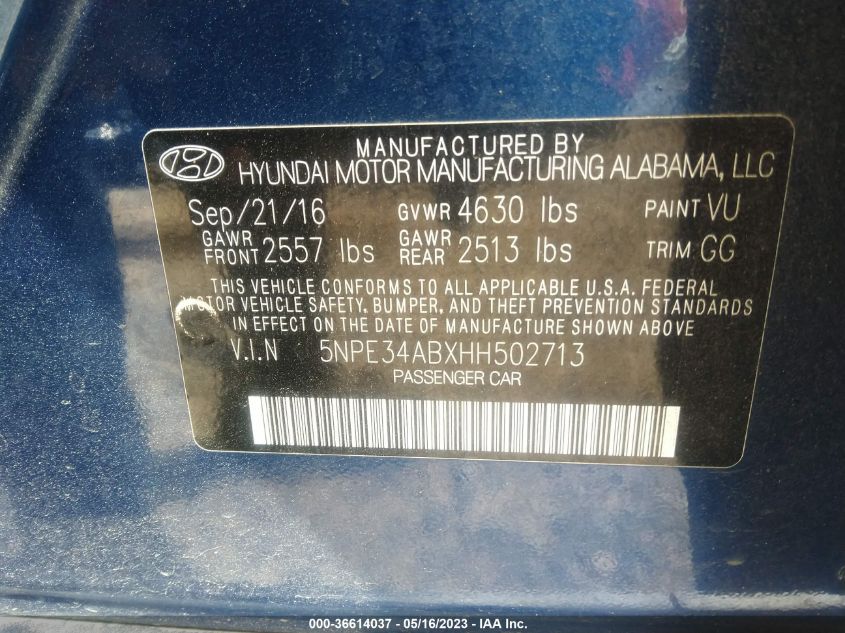 MANUFACTURED BY
HYUNDAI MOTOR MANUFACTURING ALABAMA, LLC
Sep/21/16 GVWR 4630 lbs PAINT VU
GAWR FRONT 2557 lbs GAWR REAR 2513 lbs TRIM GG
THIS VEHICLE CONFORMS TO ALL APPLICABLE U.S.A. FEDERAL
MOTOR VEHICLE SAFETY, BUMPER, AND THEFT PREVENTION STANDARDS
IN EFFECT ON THE DATE OF MANUFACTURE SHOWN ABOVE
V.I.N 5NPE34ABXHH502713
PASSENGER CAR
000-36614037 - 05/16/2023 - IAA Inc.